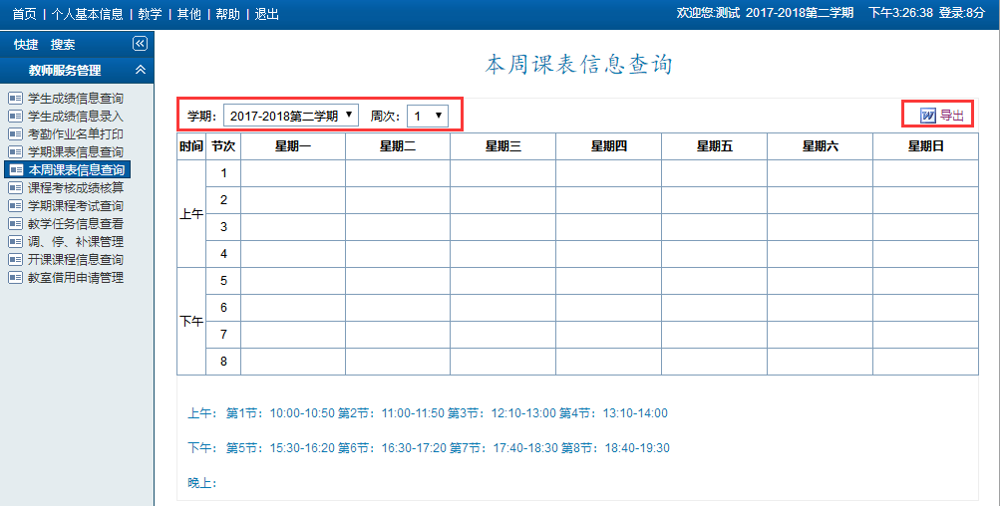 首页 | 个人基本信息 | 教学 | 其他 | 帮助 | 退出
欢迎您:测试 2017-2018第二学期 下午3:26:38 登录:8分
快捷 搜索
教师服务管理
学生成绩信息查询
学生成绩信息录入
考勤作业名单打印
学期课表信息查询
本周课表信息查询
课程考核成绩核算
学期课程考试查询
教学任务信息查看
调、停、补课管理
开课课程信息查询
教室借用申请管理
本周课表信息查询
学期: 2017-2018第二学期 周次: 1
导出
时间 节次 星期一 星期二 星期三 星期四 星期五 星期六 星期日
上午
1
2
3
4
下午
5
6
7
8
上午: 第1节: 10:00-10:50 第2节: 11:00-11:50 第3节: 12:10-13:00 第4节: 13:10-14:00
下午: 第5节: 15:30-16:20 第6节: 16:30-17:20 第7节: 17:40-18:30 第8节: 18:40-19:30
晚上: